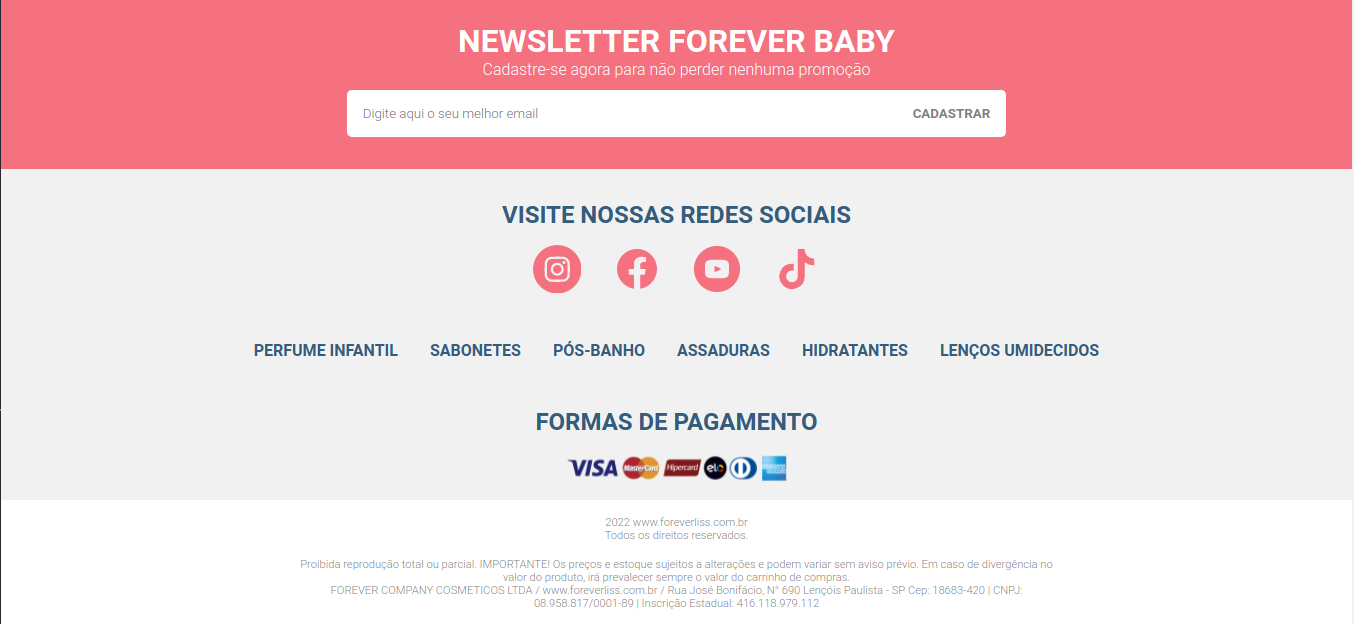 NEWSLETTER FOREVER BABY
Cadastre-se agora para não perder nenhuma promoção
Digite aqui o seu melhor email CADASTRAR
VISITE NOSSAS REDES SOCIAIS
PERFUME INFANTIL SABONETES PÓS-BANHO ASSADURAS HIDRATANTES LENÇOS UMIDECIDOS
FORMAS DE PAGAMENTO
VISA MasterCard Hipercard elo AMERICAN EXPRESS
2022 www.foreverliss.com.br
Todos os direitos reservados.
Proibida reprodução total ou parcial. IMPORTANTE! Os preços e estoque sujeitos a alterações e podem variar sem aviso prévio. Em caso de divergência no
valor do produto, irá prevalecer sempre o valor do carrinho de compras.
FOREVER COMPANY COSMETICOS LTDA / www.foreverliss.com.br / Rua José Bonifácio, N° 690 Lençóis Paulista - SP Cep: 18683-420 | CNPJ:
08.958.817/0001-89 | Inscrição Estadual: 416.118.979.112